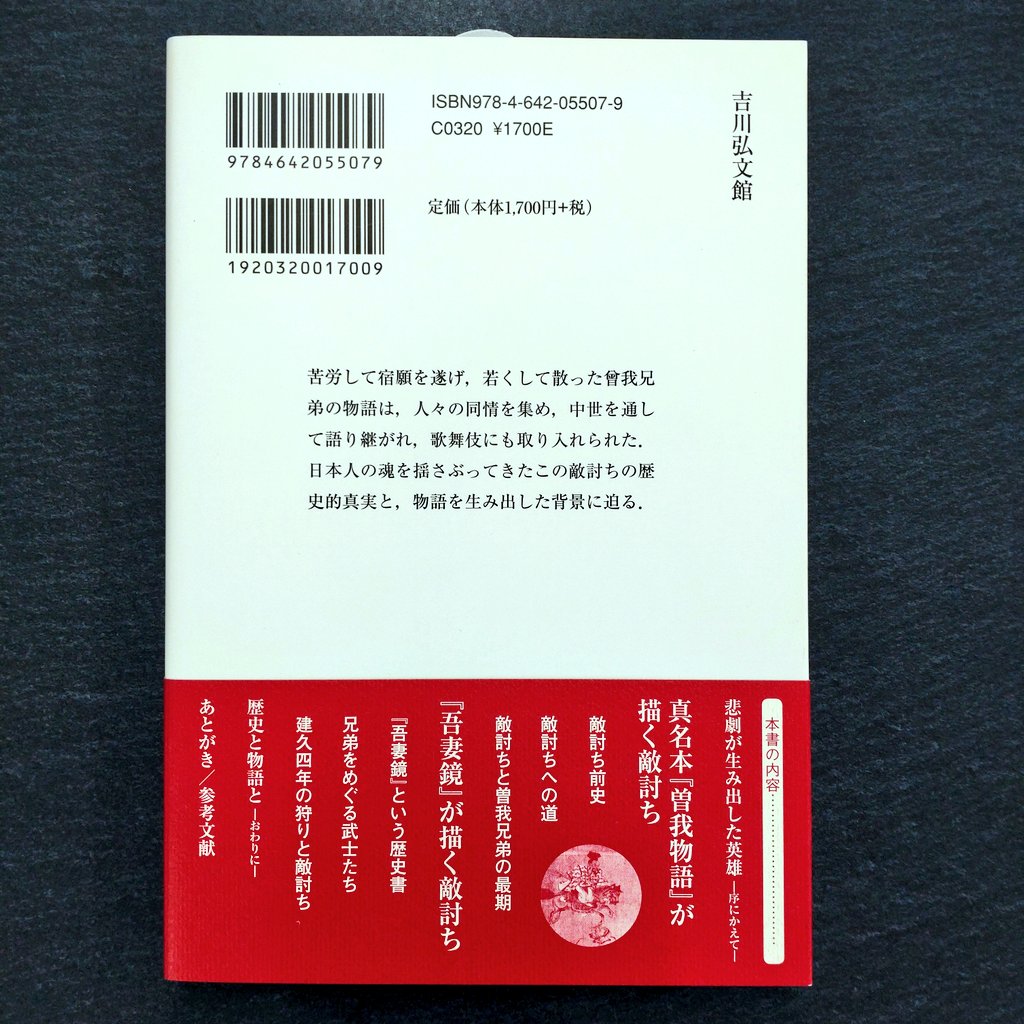 ISBN978-4-642-05507-9
C0320 ¥1700E
9784642055079
定価(本体1,700円+税)
1920320017009
吉川弘文館
苦労して宿願を遂げ，若くして散った曽我兄
弟の物語は，人々の同情を集め，中世を通し
て語り継がれ，歌舞伎にも取り入れられた．
日本人の魂を揺さぶってきたこの敵討ちの歴
史的真実と，物語を生み出した背景に迫る．
本書の内容
悲劇が生み出した英雄―序にかえて―
真名本『曽我物語』が
描く敵討ち
敵討ち前史
敵討ちへの道
敵討ちと曽我兄弟の最期
『吾妻鏡』が描く敵討ち
『吾妻鏡』という歴史書
兄弟をめぐる武士たち
建久四年の狩りと敵討ち
歴史と物語と―おわりに―
あとがき／参考文献